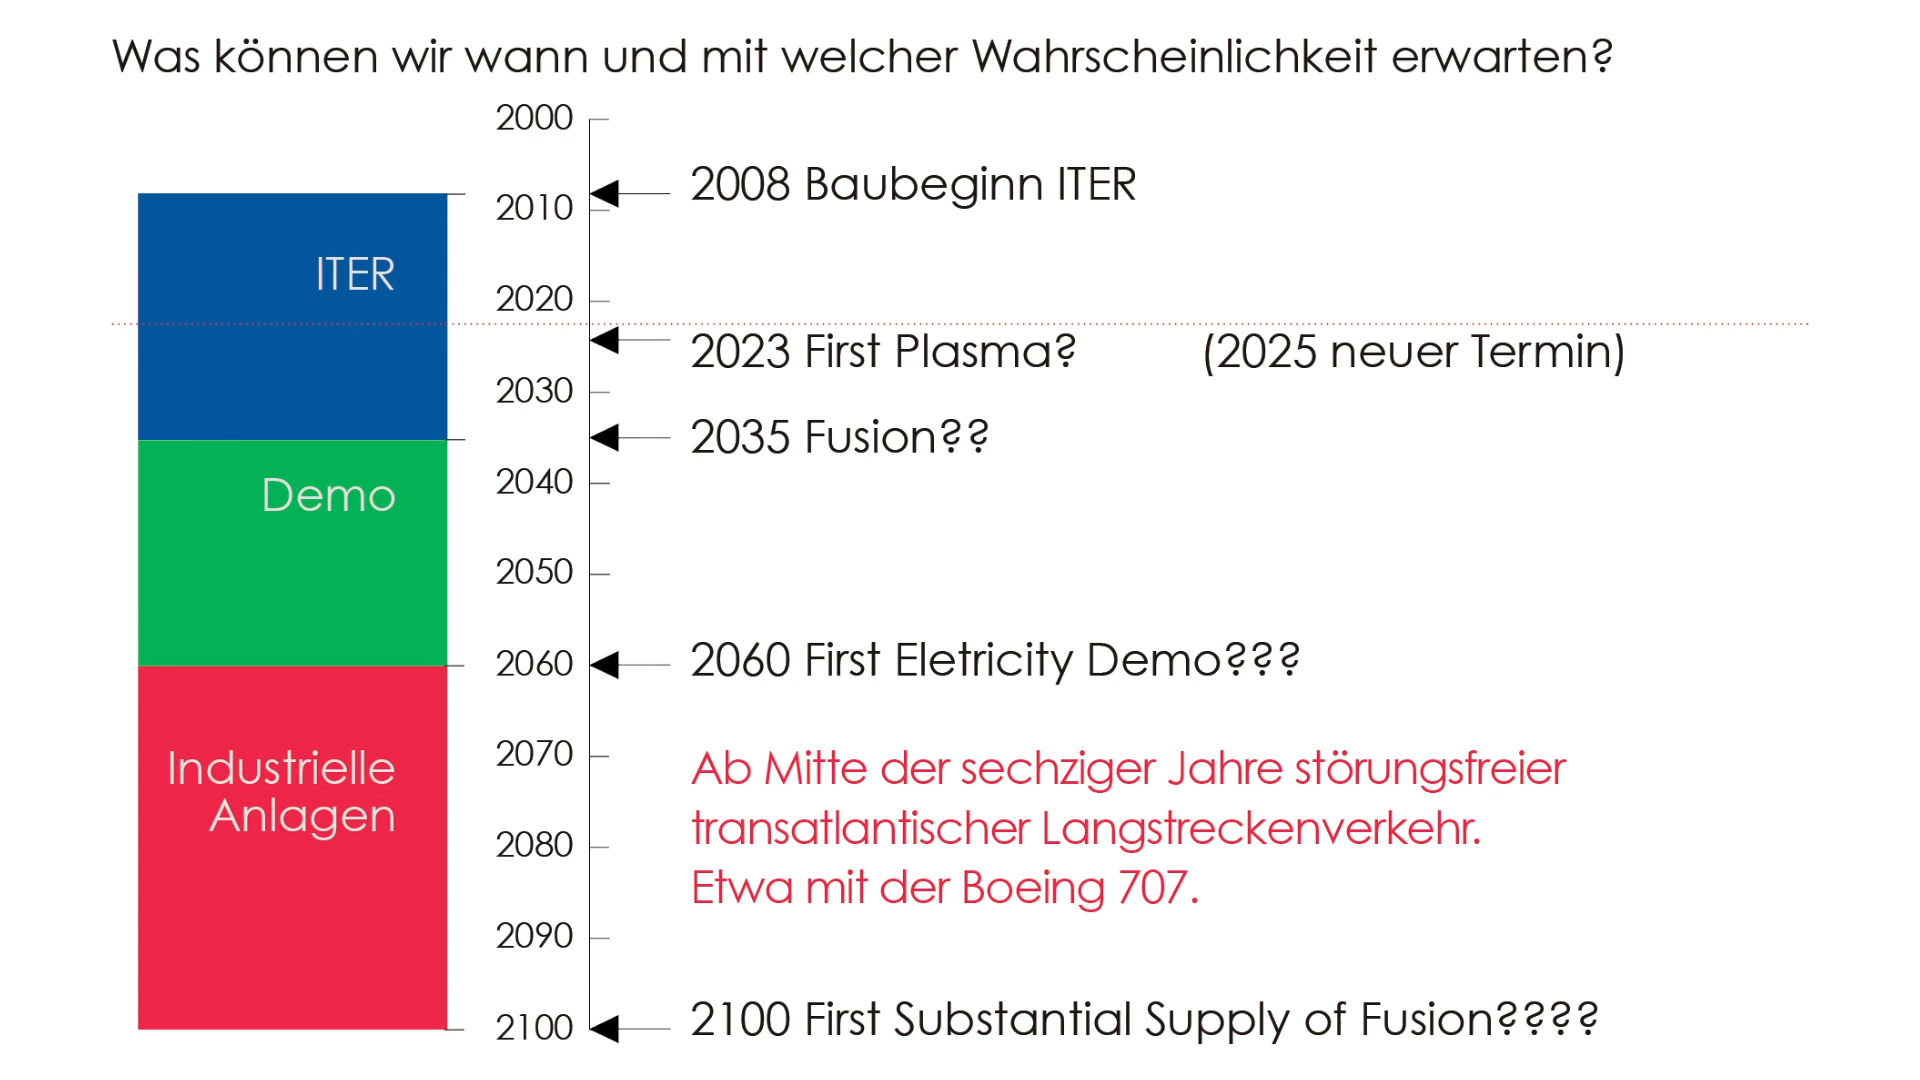 Was können wir wann und mit welcher Wahrscheinlichkeit erwarten?
2000
2008 Baubeginn ITER
2010
ITER
2020
2023 First Plasma? (2025 neuer Termin)
2030
2035 Fusion??
2040
Demo
2050
2060
2060 First Eletricity Demo???
2070
Industrielle
Anlagen
Ab Mitte der sechziger Jahre störungsfreier
transatlantischer Langstreckenverkehr.
Etwa mit der Boeing 707.
2080
2090
2100
2100 First Substantial Supply of Fusion????